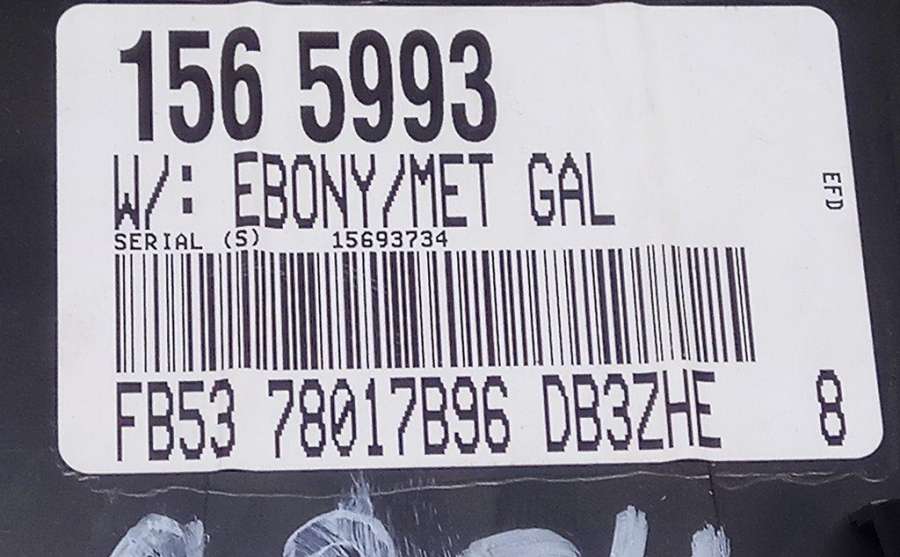 156 5993
W/: EBONY/MET GAL
EFD
SERIAL (S) 15693734
FB53 78017B96 DB3ZHE 8